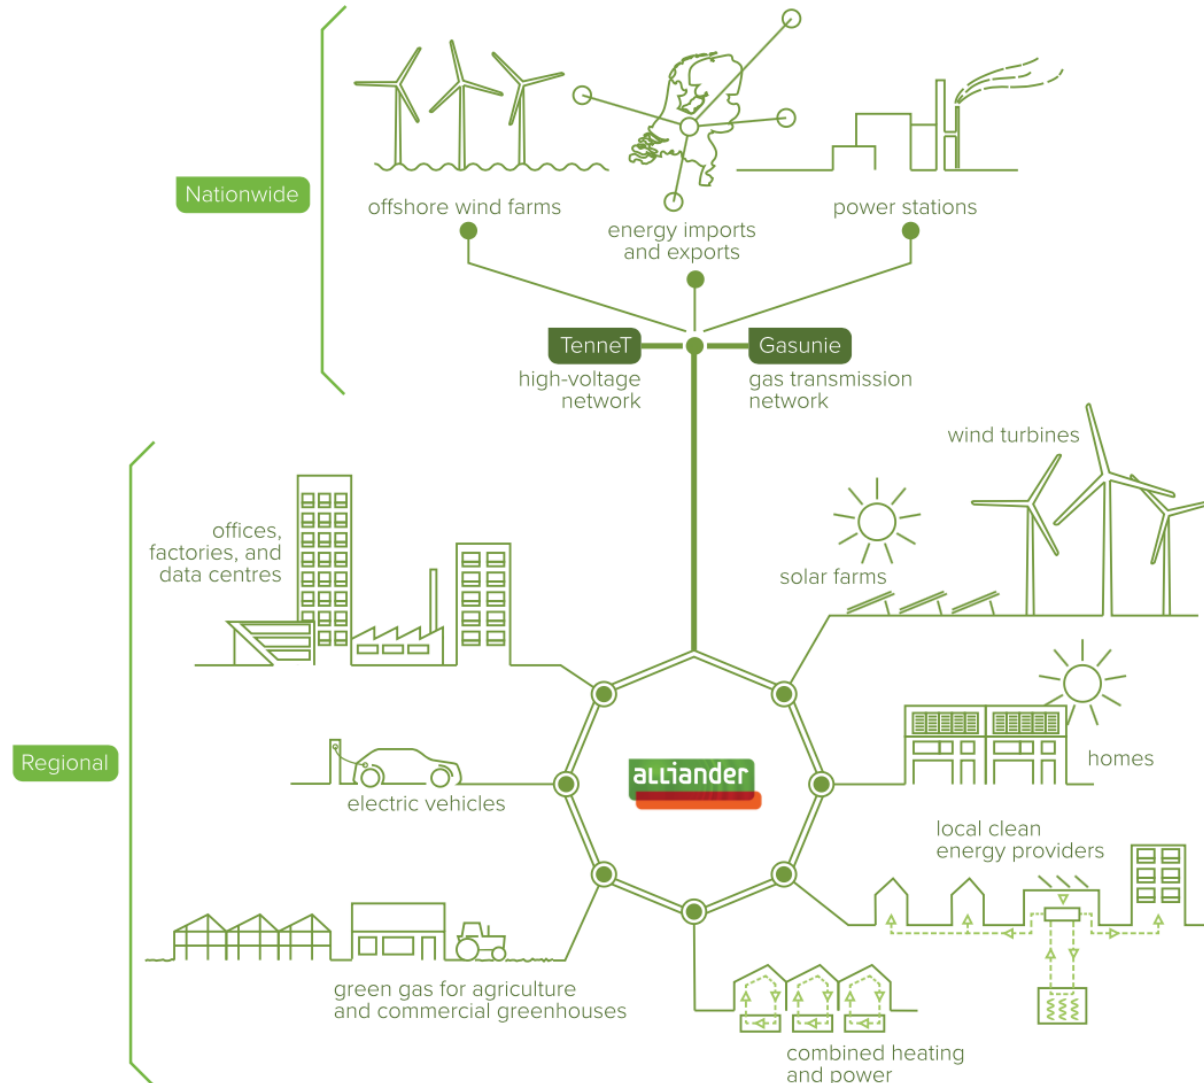 Nationwide
offshore wind farms
energy imports
and exports
power stations
TenneT
high-voltage
network
Gasunie
gas transmission
network
Regional
offices,
factories, and
data centres
wind turbines
solar farms
homes
electric vehicles
alliander
local clean
energy providers
green gas for agriculture
and commercial greenhouses
combined heating
and power